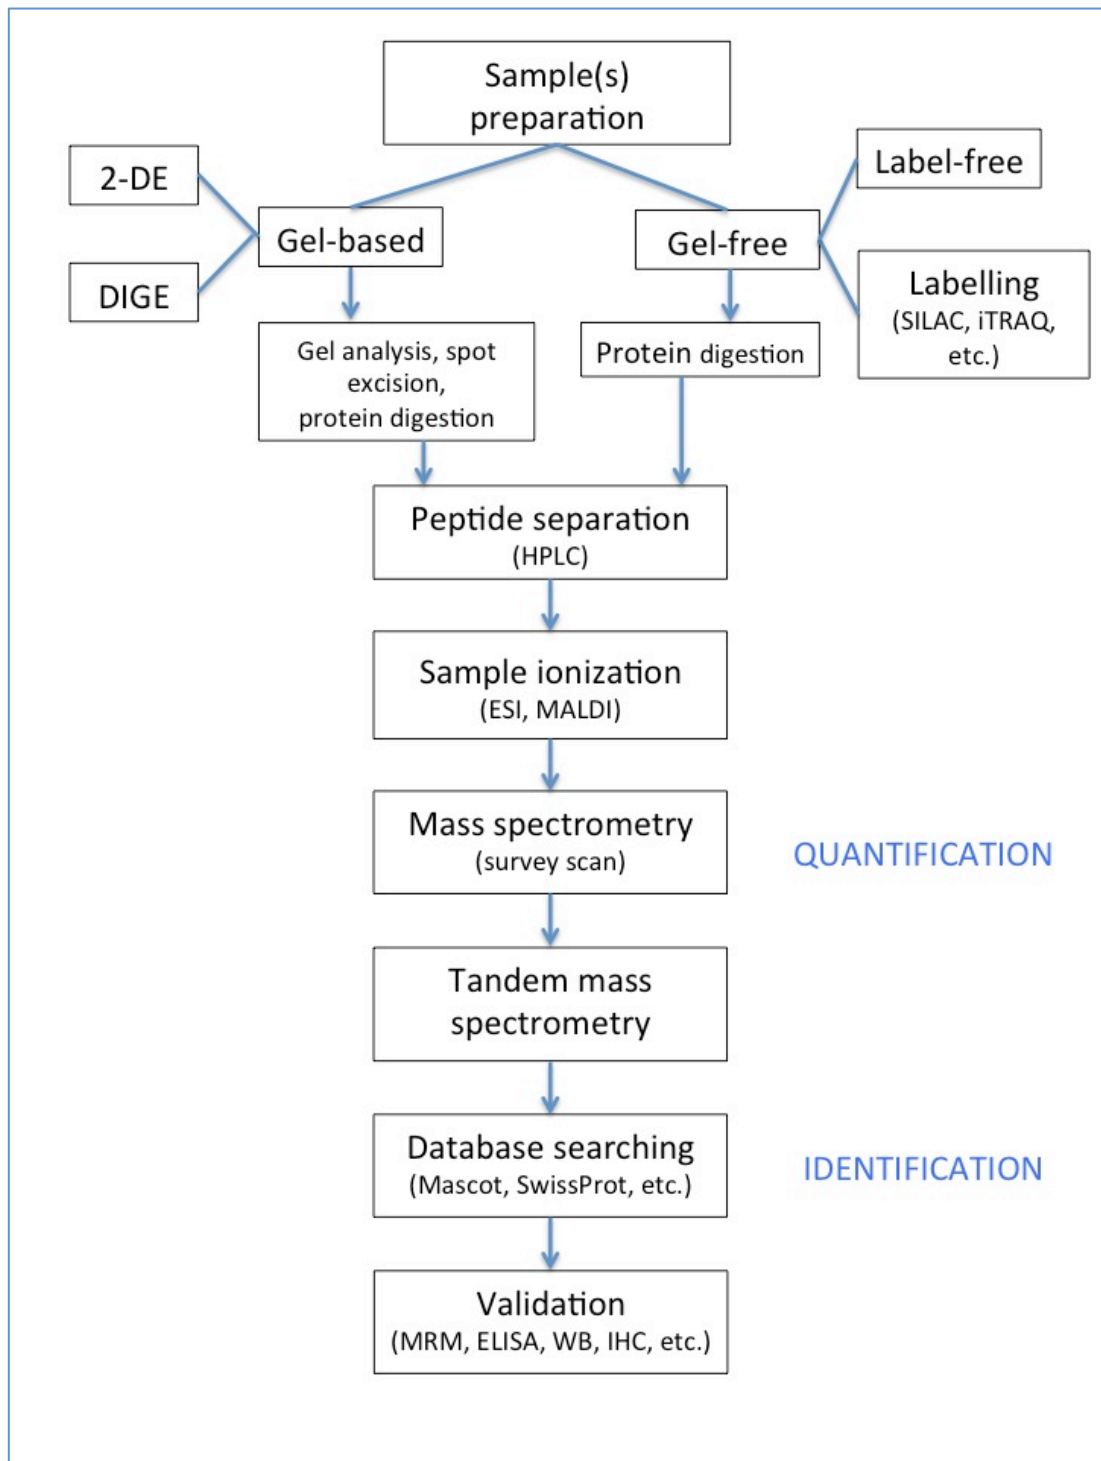 Sample(s)
preparation
2-DE
Label-free
Gel-based
Gel-free
DIGE
Labelling
(SILAC, iTRAQ,
etc.)
Gel analysis, spot
excision,
protein digestion
Protein digestion
Peptide separation
(HPLC)
Sample ionization
(ESI, MALDI)
Mass spectrometry
(survey scan)
QUANTIFICATION
Tandem mass
spectrometry
Database searching
(Mascot, SwissProt, etc.)
IDENTIFICATION
Validation
(MRM, ELISA, WB, IHC, etc.)